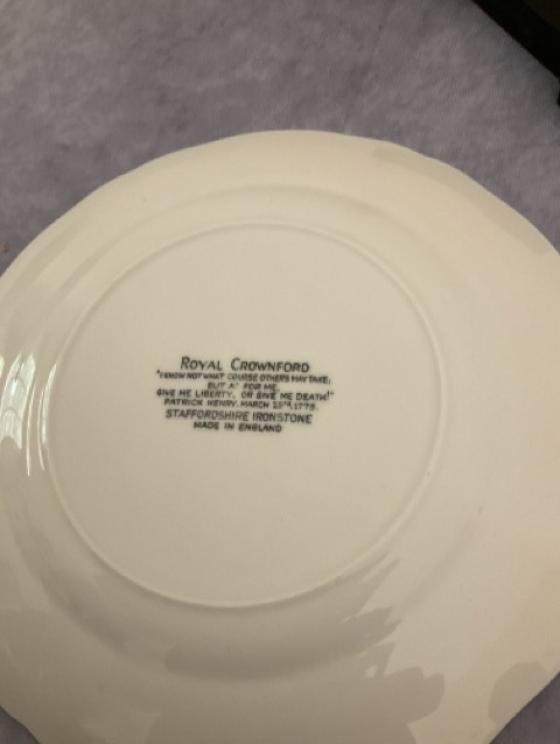 ROYAL CROWNFORD
"I KNOW NOT WHAT COURSE OTHERS MAY TAKE;
BUT AS FOR ME,
GIVE ME LIBERTY, OR GIVE ME DEATH!"
PATRICK HENRY. MARCH 23RD. 1775.
STAFFORDSHIRE IRONSTONE
MADE IN ENGLAND